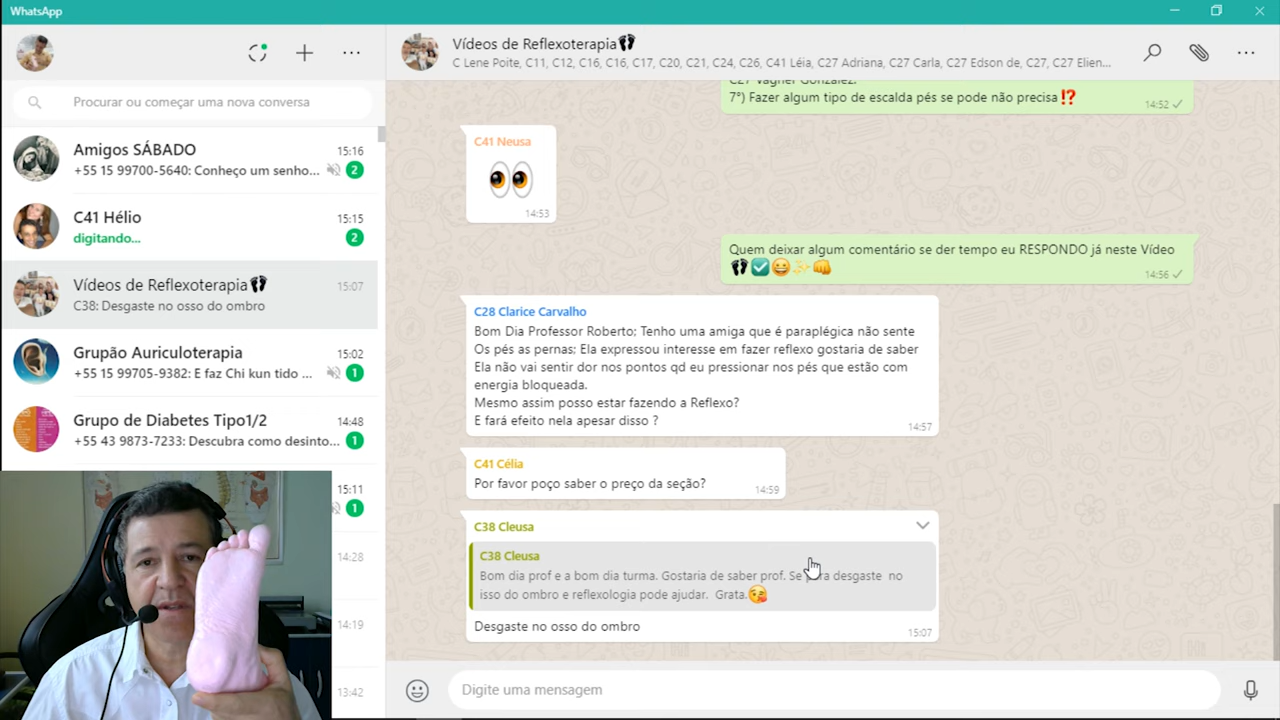 WhatsApp
Procurar ou começar uma nova conversa
Amigos SÁBADO
15:16
+55 15 99700-5640: Conheço um senho...
2
C41 Hélio
15:15
digitando...
2
Vídeos de Reflexoterapia👣
15:07
C38: Desgaste no osso do ombro
Grupão Auriculoterapia
15:02
+55 15 99705-9382: E faz Chi kun tido ...
1
Grupo de Diabetes Tipo1/2
14:48
+55 43 9873-7233: Descubra como desinto...
1
15:11
1
14:28
14:19
13:42
Vídeos de Reflexoterapia👣
C Lene Poite, C11, C12, C16, C16, C17, C20, C21, C24, C26, C41 Léia, C27 Adriana, C27 Carla, C27 Edson de, C27, C27 Elien...
C27 Vagner Gonzalez:
7°) Fazer algum tipo de escalda pés se pode não precisa⁉️
14:52
C41 Neusa
👀
14:53
Quem deixar algum comentário se der tempo eu RESPONDO já neste Vídeo
👣☑️😀✨👊
14:56
C28 Clarice Carvalho
Bom Dia Professor Roberto; Tenho uma amiga que é paraplégica não sente
Os pés as pernas; Ela expressou interesse em fazer reflexo gostaria de saber
Ela não vai sentir dor nos pontos qd eu pressionar nos pés que estão com
energia bloqueada.
Mesmo assim posso estar fazendo a Reflexo?
E fará efeito nela apesar disso ?
14:57
C41 Célia
Por favor poço saber o preço da seção?
14:59
C38 Cleusa
C38 Cleusa
Bom dia prof e a bom dia turma. Gostaria de saber prof. Se desgaste no
isso do ombro e reflexologia pode ajudar. Grata.😘
Desgaste no osso do ombro
15:07
Digite uma mensagem